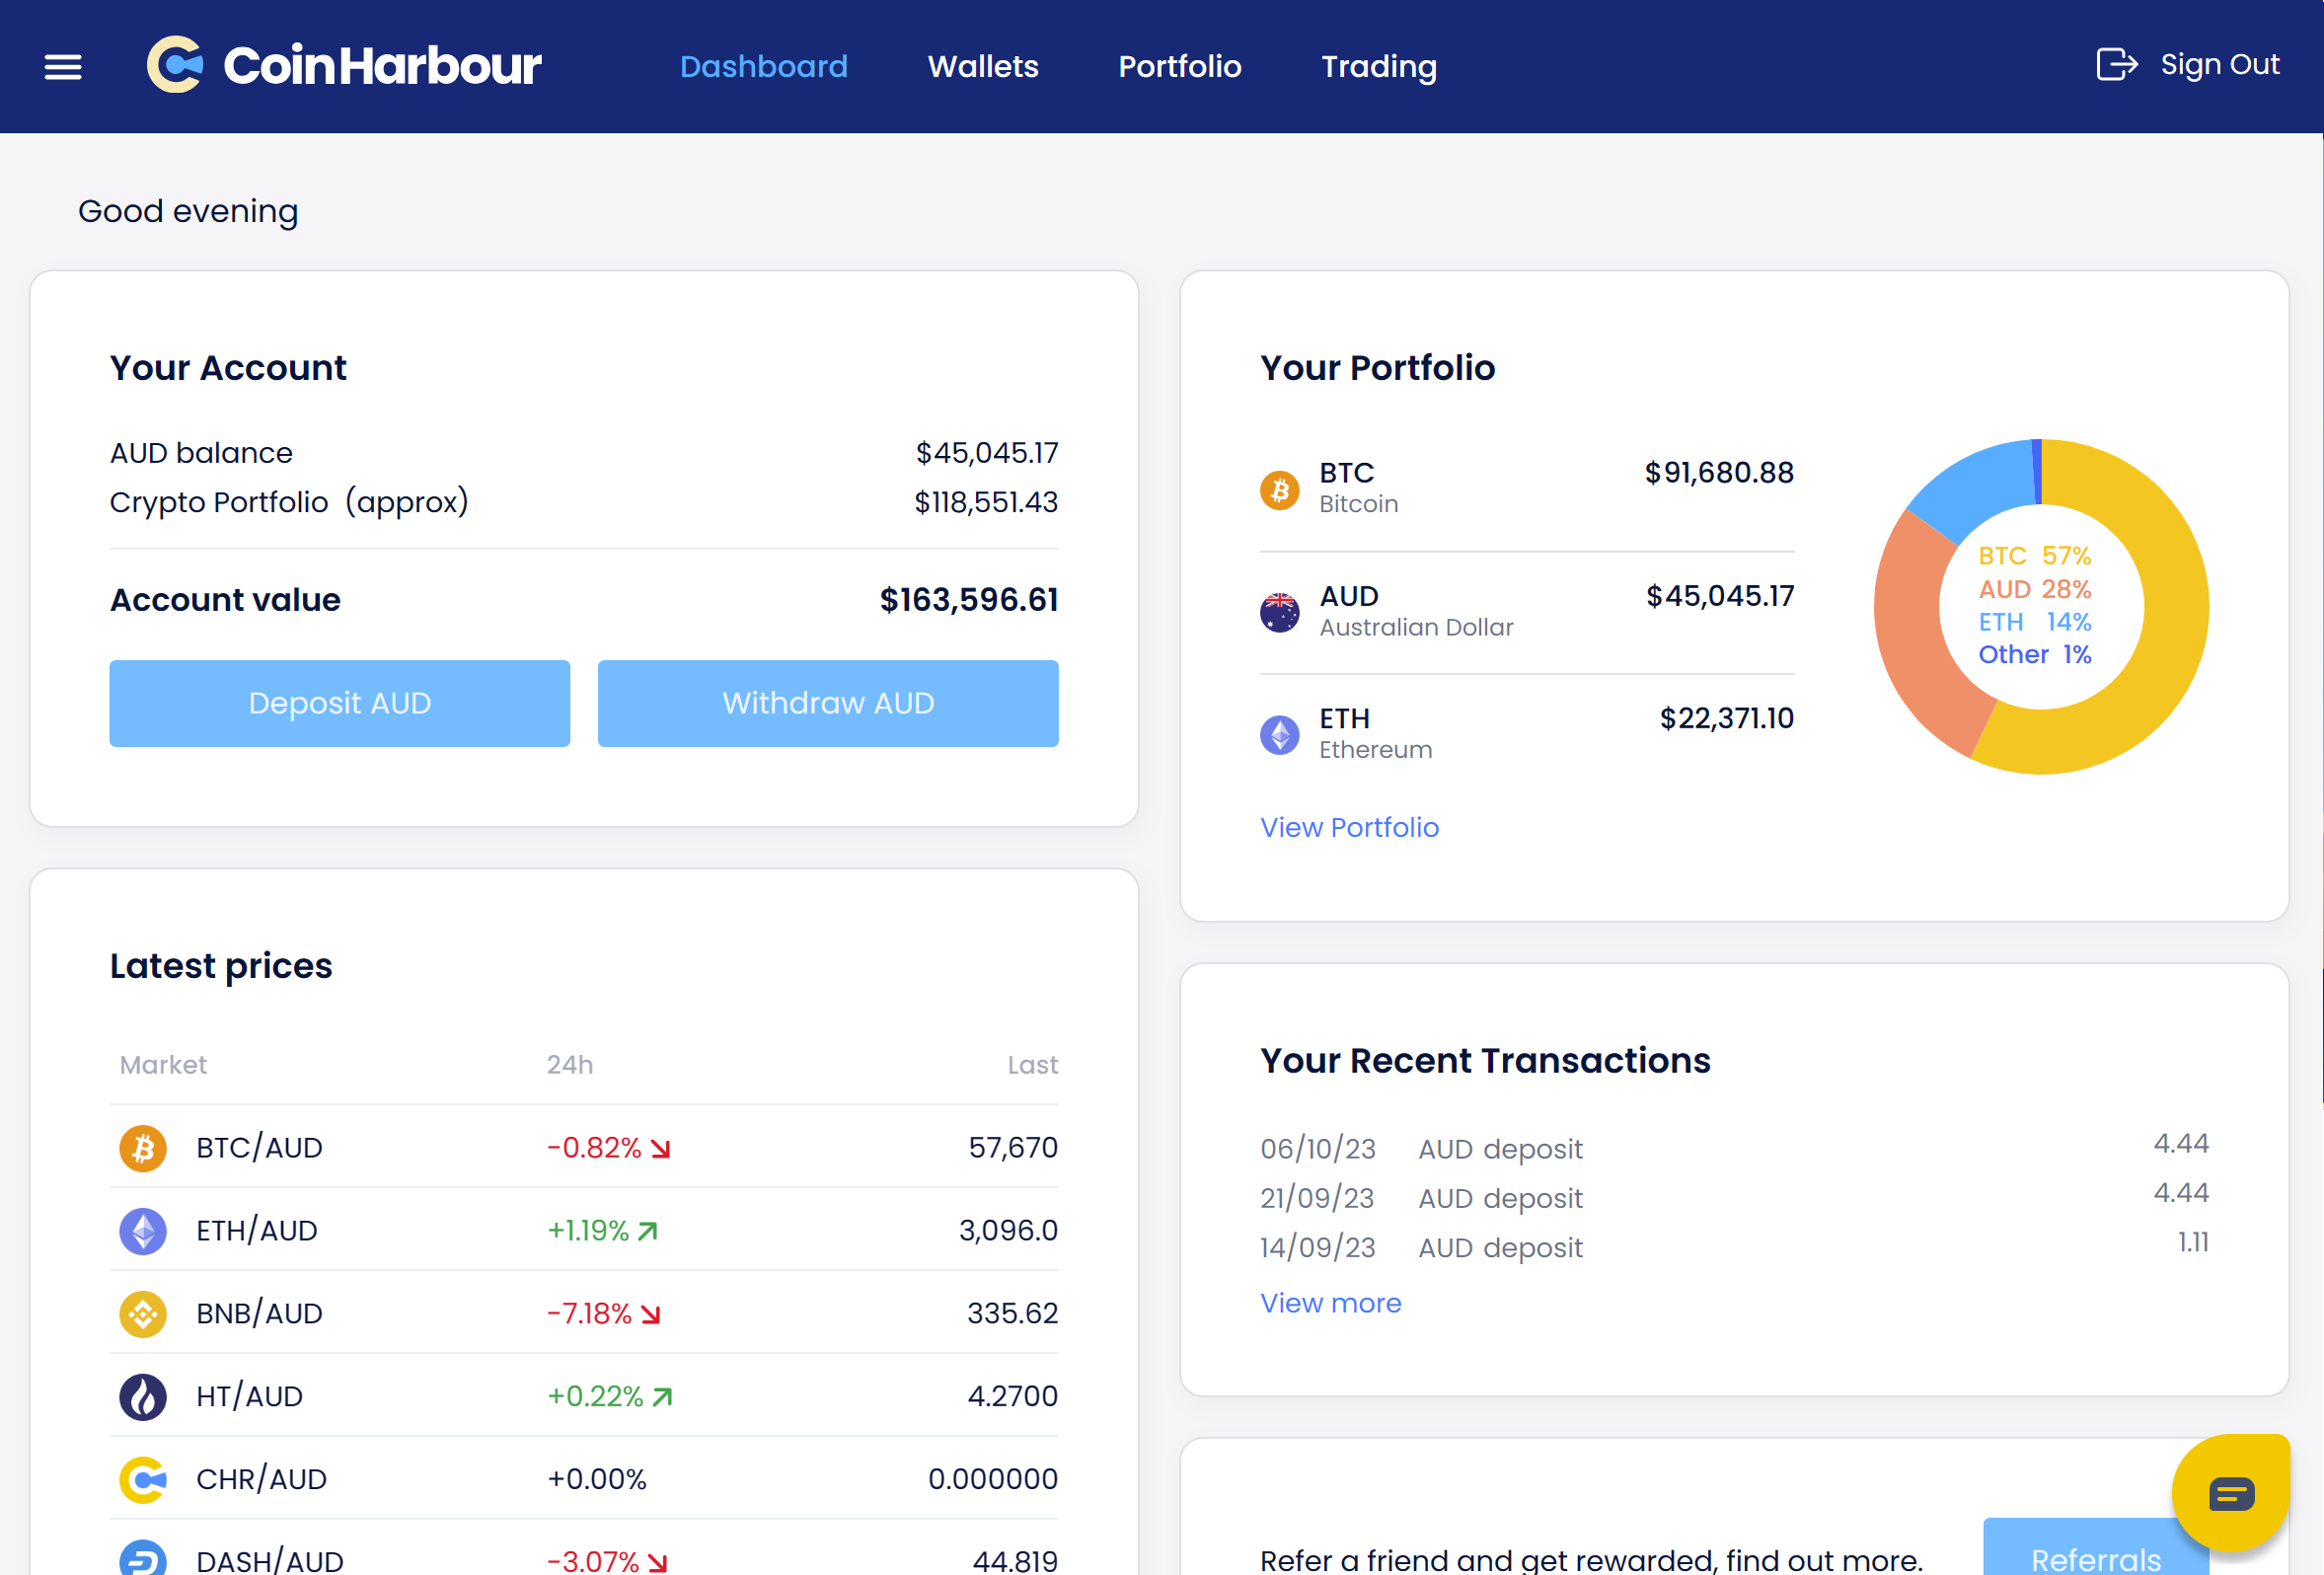 CoinHarbour
Dashboard Wallets Portfolio Trading
Sign Out
Good evening
Your Account
AUD balance $45,045.17
Crypto Portfolio (approx) $118,551.43
Account value $163,596.61
Deposit AUD Withdraw AUD
Your Portfolio
BTC $91,680.88
Bitcoin
AUD $45,045.17
Australian Dollar
ETH $22,371.10
Ethereum
View Portfolio
BTC 57%
AUD 28%
ETH 14%
Other 1%
Latest prices
Market 24h Last
BTC/AUD -0.82% 57,670
ETH/AUD +1.19% 3,096.0
BNB/AUD -7.18% 335.62
HT/AUD +0.22% 4.2700
CHR/AUD +0.00% 0.000000
DASH/AUD -3.07% 44.819
Your Recent Transactions
06/10/23 AUD deposit 4.44
21/09/23 AUD deposit 4.44
14/09/23 AUD deposit 1.11
View more
Refer a friend and get rewarded, find out more.
Referrals